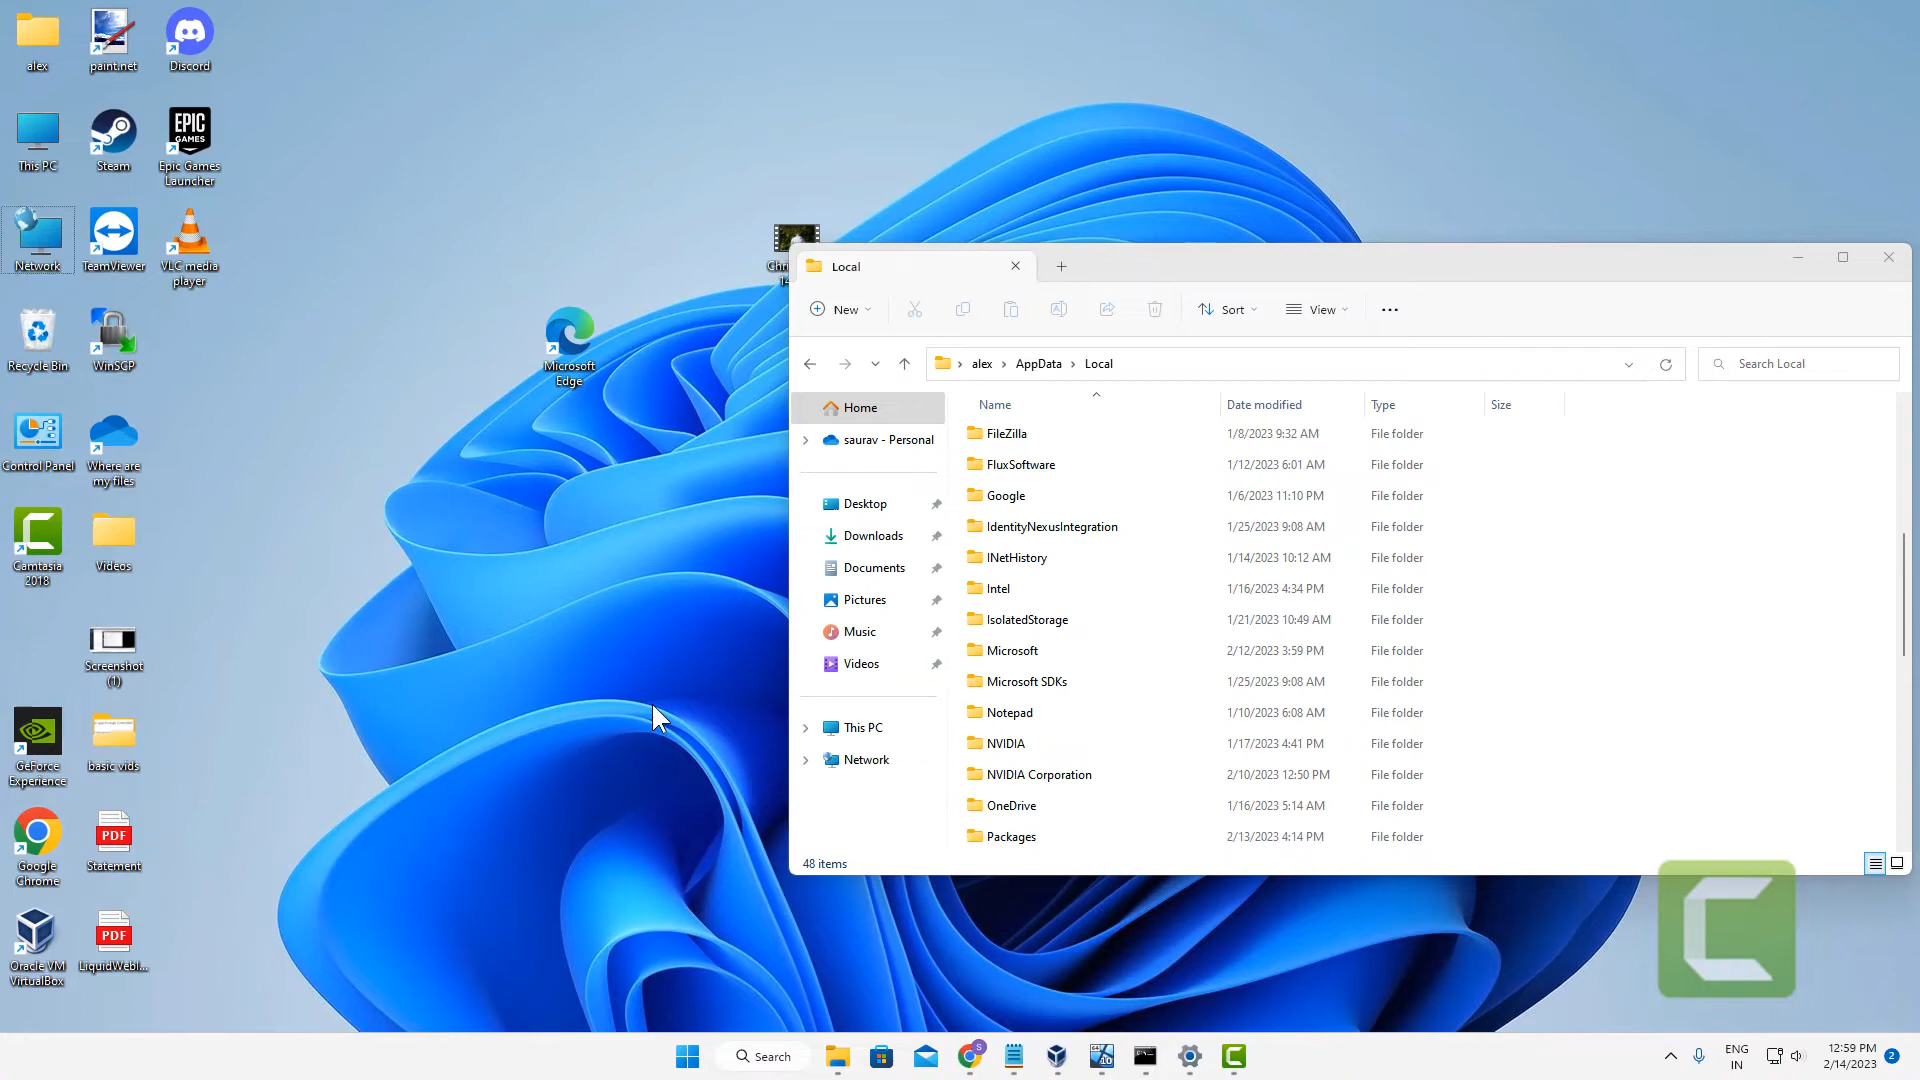 alex
paint.net
Discord
This PC
Steam
EPIC
GAMES
Epic Games
Launcher
Network
TeamViewer
VLC media
player
Recycle Bin
WinSCP
Microsoft
Edge
Control Panel
Where are
my files
Camtasia
2018
Videos
Screenshot
(1)
GeForce
Experience
basic vids
Google
Chrome
PDF
Statement
Oracle VM
VirtualBox
PDF
LiquidWebl...
Local
New
Sort
View
alex
AppData
Local
Search Local
Home
saurav - Personal
Desktop
Downloads
Documents
Pictures
Music
Videos
This PC
Network
Name Date modified Type Size
FileZilla 1/8/2023 9:32 AM File folder
FluxSoftware 1/12/2023 6:01 AM File folder
Google 1/6/2023 11:10 PM File folder
IdentityNexusIntegration 1/25/2023 9:08 AM File folder
INetHistory 1/14/2023 10:12 AM File folder
Intel 1/16/2023 4:34 PM File folder
IsolatedStorage 1/21/2023 10:49 AM File folder
Microsoft 2/12/2023 3:59 PM File folder
Microsoft SDKs 1/25/2023 9:08 AM File folder
Notepad 1/10/2023 6:08 AM File folder
NVIDIA 1/17/2023 4:41 PM File folder
NVIDIA Corporation 2/10/2023 12:50 PM File folder
OneDrive 1/16/2023 5:14 AM File folder
Packages 2/13/2023 4:14 PM File folder
48 items
Search
S
ENG
IN
12:59 PM
2/14/2023
2